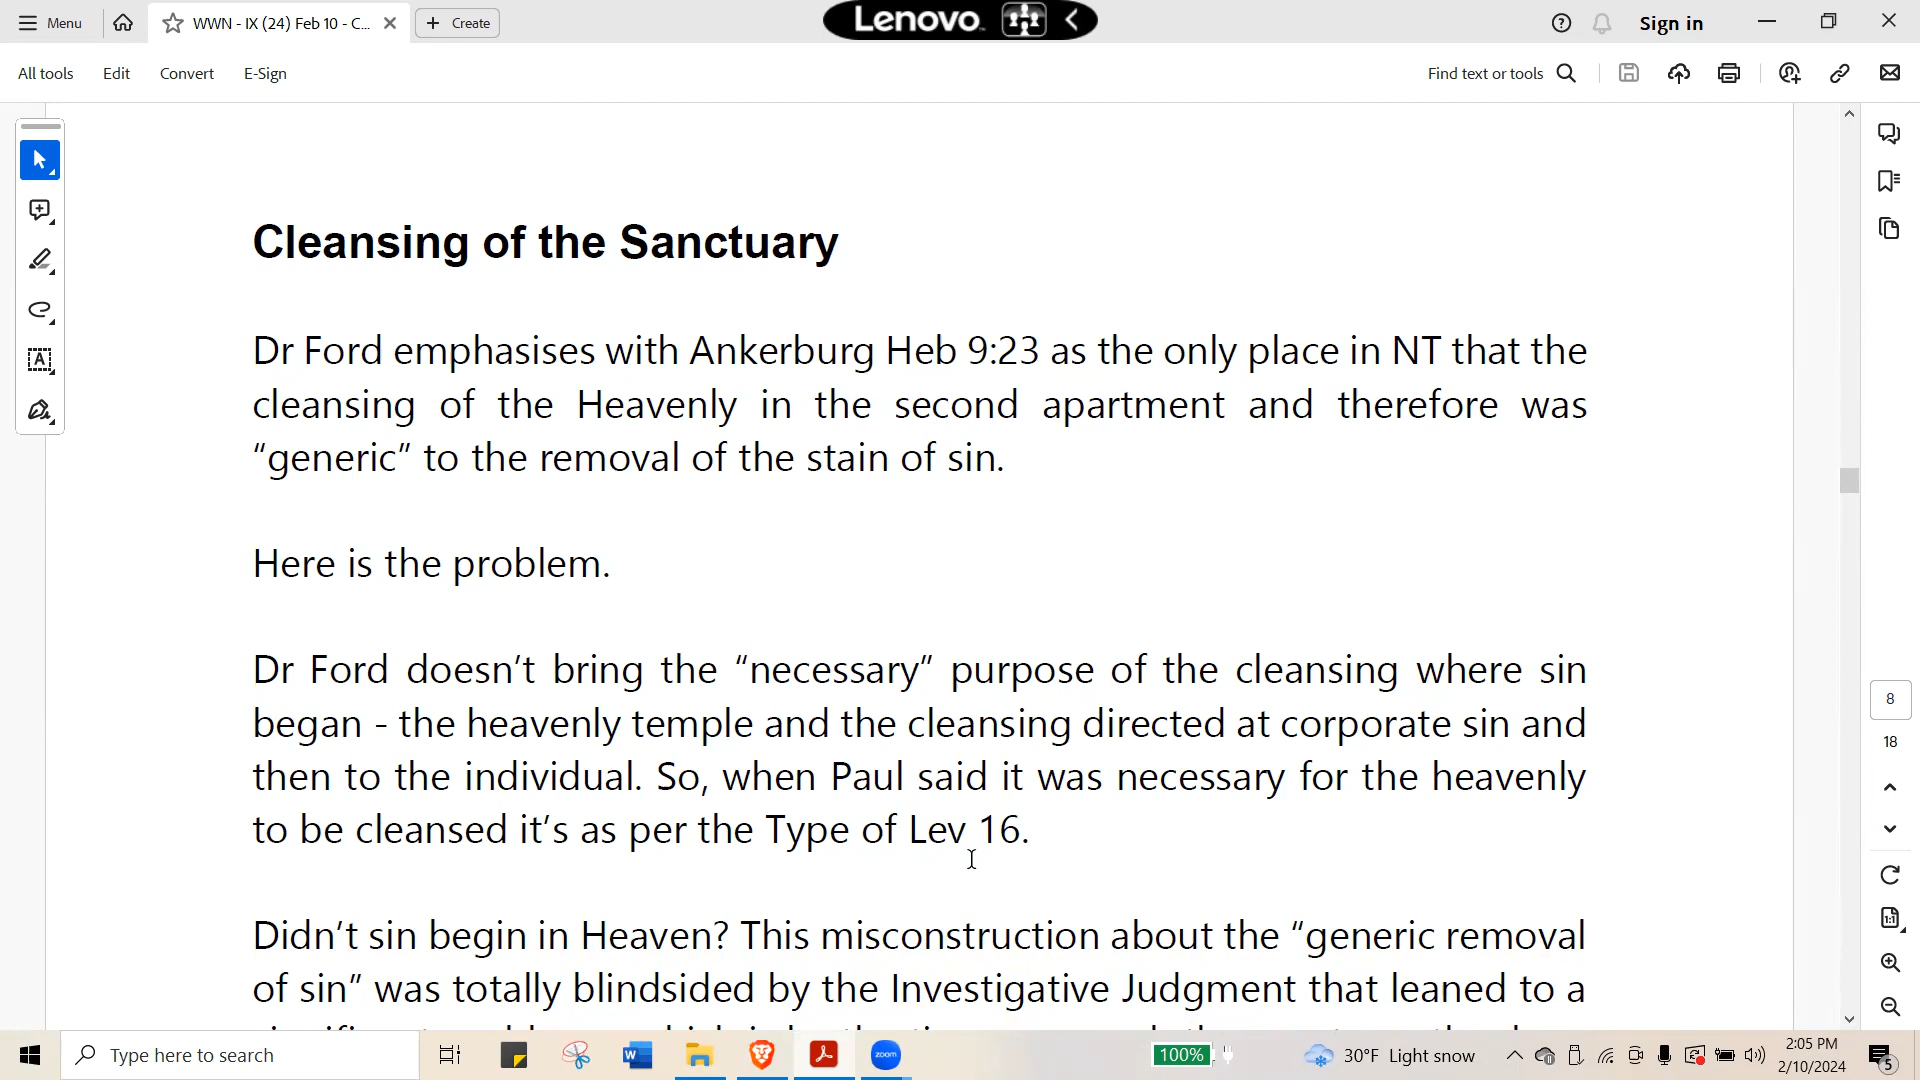 Menu
WWN - IX (24) Feb 10 - C...
Create
Lenovo
Sign in
All tools
Edit
Convert
E-Sign
Find text or tools
Cleansing of the Sanctuary
Dr Ford emphasises with Ankerburg Heb 9:23 as the only place in NT that the
cleansing of the Heavenly in the second apartment and therefore was
“generic” to the removal of the stain of sin.
Here is the problem.
Dr Ford doesn’t bring the “necessary” purpose of the cleansing where sin
began - the heavenly temple and the cleansing directed at corporate sin and
then to the individual. So, when Paul said it was necessary for the heavenly
to be cleansed it’s as per the Type of Lev 16.
Didn’t sin begin in Heaven? This misconstruction about the “generic removal
of sin” was totally blindsided by the Investigative Judgment that leaned to a
8
18
Type here to search
zoom
100%
30°F Light snow
2:05 PM
2/10/2024
5